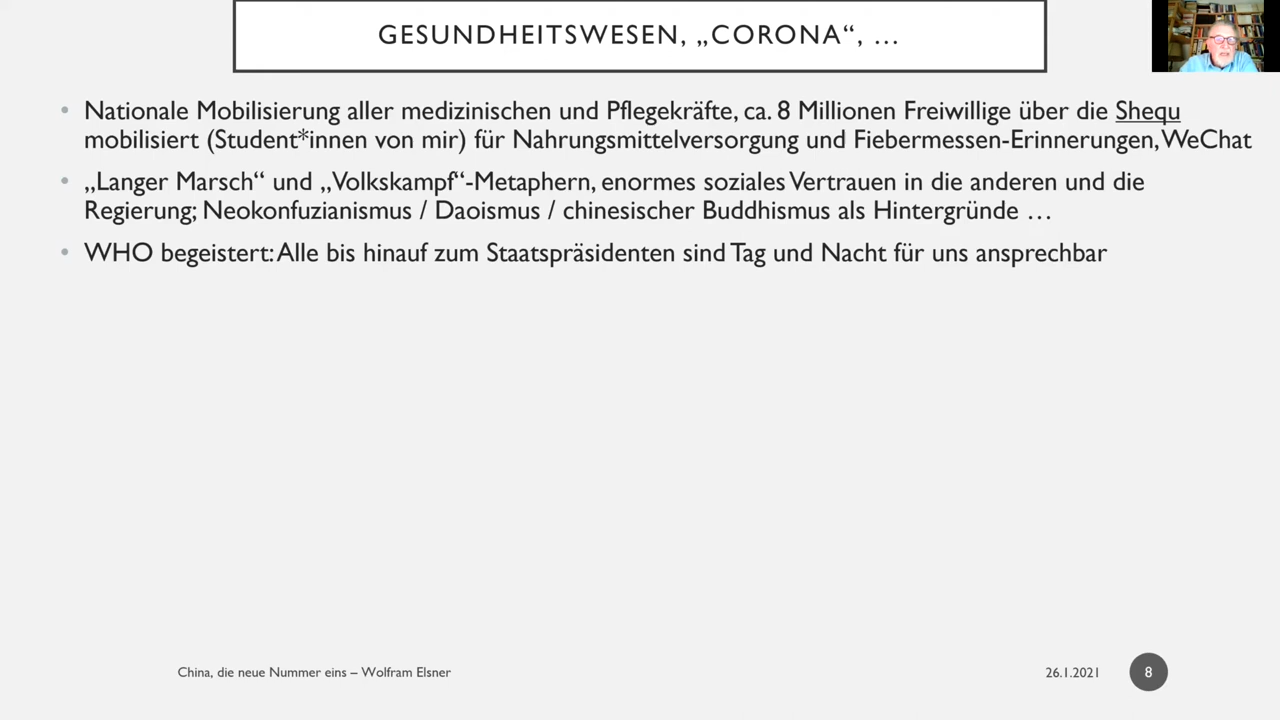 GESUNDHEITSWESEN, „CORONA“, …
• Nationale Mobilisierung aller medizinischen und Pflegekräfte, ca. 8 Millionen Freiwillige über die Shequ
mobilisiert (Student*innen von mir) für Nahrungsmittelversorgung und Fiebermessen-Erinnerungen, WeChat
• „Langer Marsch“ und „Volkskampf“-Metaphern, enormes soziales Vertrauen in die anderen und die
Regierung; Neokonfuzianismus / Daoismus / chinesischer Buddhismus als Hintergründe …
• WHO begeistert: Alle bis hinauf zum Staatspräsidenten sind Tag und Nacht für uns ansprechbar
China, die neue Nummer eins – Wolfram Elsner
26.1.2021
8